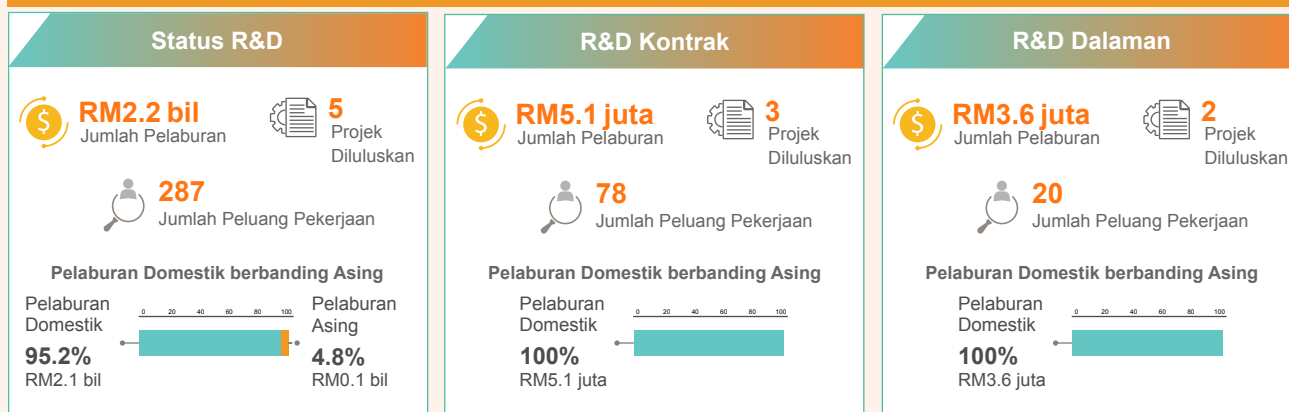 Status R&D
RM2.2 bil
Jumlah Pelaburan
5
Projek
Diluluskan
287
Jumlah Peluang Pekerjaan
Pelaburan Domestik berbanding Asing
Pelaburan
Domestik
95.2%
RM2.1 bil
0 20 40 60 80 100
Pelaburan
Asing
4.8%
RM0.1 bil
R&D Kontrak
RM5.1 juta
Jumlah Pelaburan
3
Projek
Diluluskan
78
Jumlah Peluang Pekerjaan
Pelaburan Domestik berbanding Asing
Pelaburan
Domestik
100%
RM5.1 juta
0 20 40 60 80 100
R&D Dalaman
RM3.6 juta
Jumlah Pelaburan
2
Projek
Diluluskan
20
Jumlah Peluang Pekerjaan
Pelaburan Domestik berbanding Asing
Pelaburan
Domestik
100%
RM3.6 juta
0 20 40 60 80 100